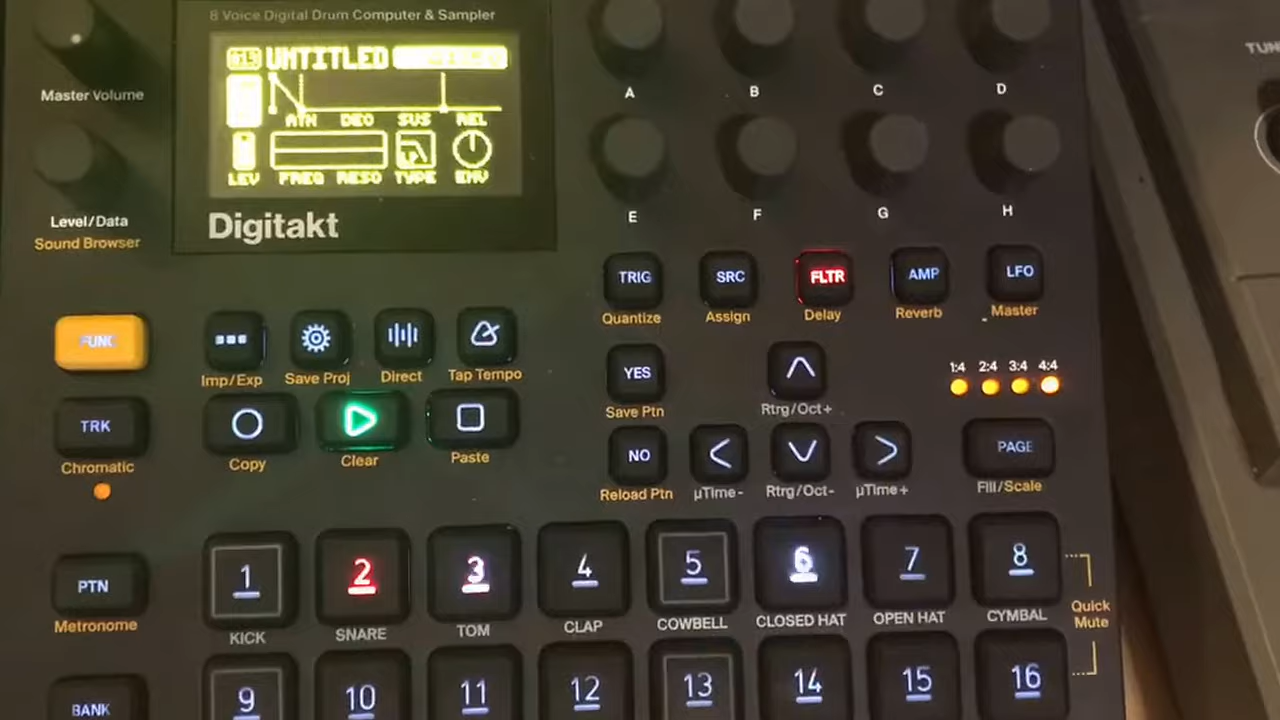 8 Voice Digital Drum Computer & Sampler
UNTITLED
ATK DEC SUS REL
LEV FREQ RESO TYPE ENV
Digitakt
Master Volume
Level/Data
Sound Browser
A B C D
E F G H
TUN
TRIG SRC FLTR AMP LFO
Quantize Assign Delay Reverb Master
FUNC
Imp/Exp Save Proj Direct Tap Tempo
YES
Save Ptn
Rtrg/Oct+
1:4 2:4 3:4 4:4
TRK
Chromatic
Copy Clear Paste
NO
Reload Ptn μTime- Rtrg/Oct- μTime+
PAGE
Fill/Scale
PTN
Metronome
1 2 3 4 5 6 7 8
KICK SNARE TOM CLAP COWBELL CLOSED HAT OPEN HAT CYMBAL
Quick
Mute
BANK
9 10 11 12 13 14 15 16